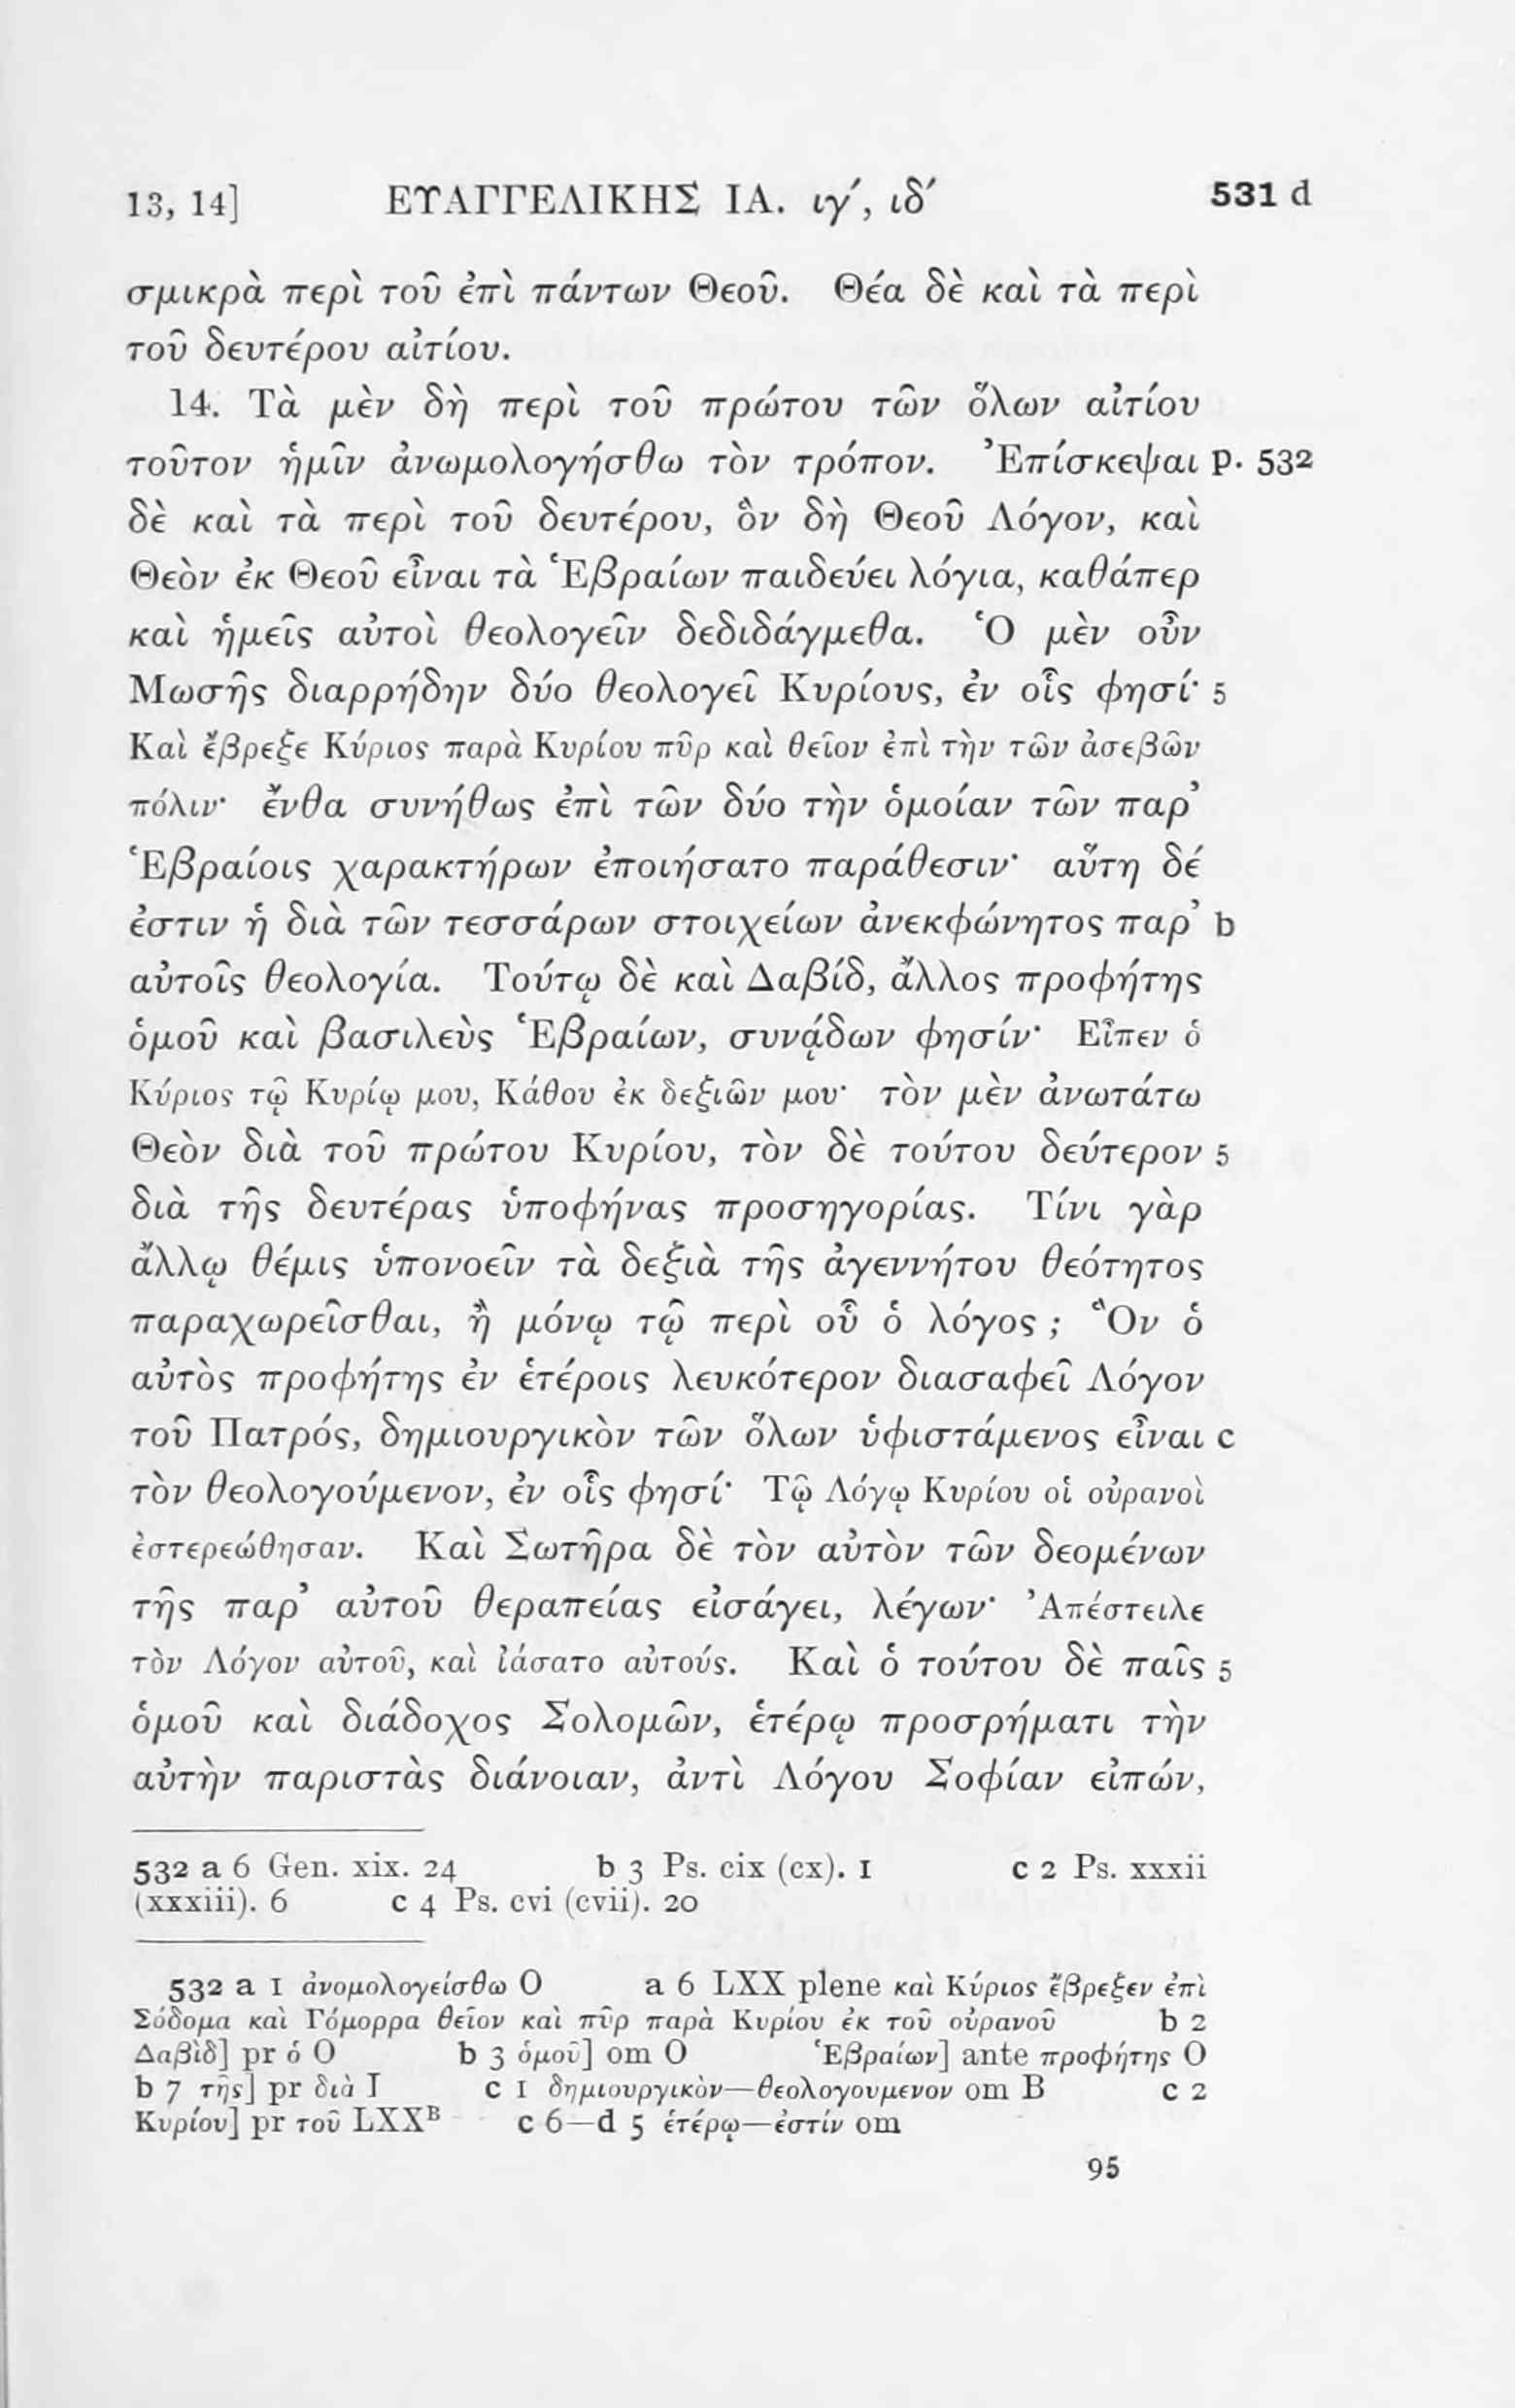 13, 14] ΕΥΑΓΓΕΛΙΚΗΣ ΙΑ. ιγ´, ιδ´ 531 d
σμικρὰ περὶ τοῦ ἐπὶ πάντων Θεοῦ. Θέα δὲ καὶ τὰ περὶ
τοῦ δευτέρου αἰτίου.
14. Τὰ μὲν δὴ περὶ τοῦ πρώτου τῶν ὅλων αἰτίου
τοῦτον ἡμῖν ἀνωμολογήσθω τὸν τρόπον. Ἐπίσκεψαι p. 532
δὲ καὶ τὰ περὶ τοῦ δευτέρου, ὃν δὴ Θεοῦ Λόγον, καὶ
Θεὸν ἐκ Θεοῦ εἶναι τὰ Ἑβραίων παιδεύει λόγια, καθάπερ
καὶ ἡμεῖς αὐτοὶ θεολογεῖν δεδιδάγμεθα. Ὁ μὲν οὖν
Μωσῆς διαρρήδην δύο θεολογεῖ Κυρίους, ἐν οἷς φησί· 5
Καὶ ἔβρεξε Κύριος παρὰ Κυρίου πῦρ καὶ θεῖον ἐπὶ τὴν τῶν ἀσεβῶν
πόλιν· ἔνθα συνήθως ἐπὶ τῶν δύο τὴν ὁμοίαν τῶν παρ’
Ἑβραίοις χαρακτήρων ἐποιήσατο παράθεσιν· αὕτη δέ
ἐστιν ἡ διὰ τῶν τεσσάρων στοιχείων ἀνεκφώνητος παρ’ b
αὐτοῖς θεολογία. Τούτῳ δὲ καὶ Δαβίδ, ἄλλος προφήτης
ὁμοῦ καὶ βασιλεὺς Ἑβραίων, συνᾴδων φησίν· Εἶπεν ὁ
Κύριος τῷ Κυρίῳ μου, Κάθου ἐκ δεξιῶν μου· τὸν μὲν ἀνωτάτω
Θεὸν διὰ τοῦ πρώτου Κυρίου, τὸν δὲ τούτου δεύτερον 5
διὰ τῆς δευτέρας ὑποφήνας προσηγορίας. Τίνι γὰρ
ἄλλῳ θέμις ὑπονοεῖν τὰ δεξιὰ τῆς ἀγεννήτου θεότητος
παραχωρεῖσθαι, ἢ μόνῳ τῷ περὶ οὗ ὁ λόγος ; Ὃν ὁ
αὐτὸς προφήτης ἐν ἑτέροις λευκότερον διασαφεῖ Λόγον
τοῦ Πατρός, δημιουργικὸν τῶν ὅλων ὑφιστάμενος εἶναι c
τὸν θεολογούμενον, ἐν οἷς φησί· Τῷ Λόγῳ Κυρίου οἱ οὐρανοὶ
ἐστερεώθησαν. Καὶ Σωτῆρα δὲ τὸν αὐτὸν τῶν δεομένων
τῆς παρ’ αὐτοῦ θεραπείας εἰσάγει, λέγων· Ἀπέστειλε
τὸν Λόγον αὐτοῦ, καὶ ἰάσατο αὐτούς. Καὶ ὁ τούτου δὲ παῖς 5
ὁμοῦ καὶ διάδοχος Σολομῶν, ἑτέρῳ προσρήματι τὴν
αὐτὴν παριστὰς διάνοιαν, ἀντὶ Λόγου Σοφίαν εἰπών,
532 a 6 Gen. xix. 24 b 3 Ps. cix (cx). 1 c 2 Ps. xxxii
(xxxiii). 6 c 4 Ps. cvi (cvii). 20
532 a 1 ἀνομολογείσθω O a 6 LXX plene καὶ Κύριος ἔβρεξεν ἐπὶ
Σόδομα καὶ Γόμορρα θεῖον καὶ πῦρ παρὰ Κυρίου ἐκ τοῦ οὐρανοῦ b 2
Δαβὶδ] pr ὁ O b 3 ὁμοῦ] om O Ἑβραίων] ante προφήτης O
b 7 τῆς] pr διὰ I c 1 δημιουργικὸν—θεολογουμενον om B c 2
Κυρίου] pr τοῦ LXXᴮ c 6—d 5 ἑτέρῳ—ἐστίν om
95